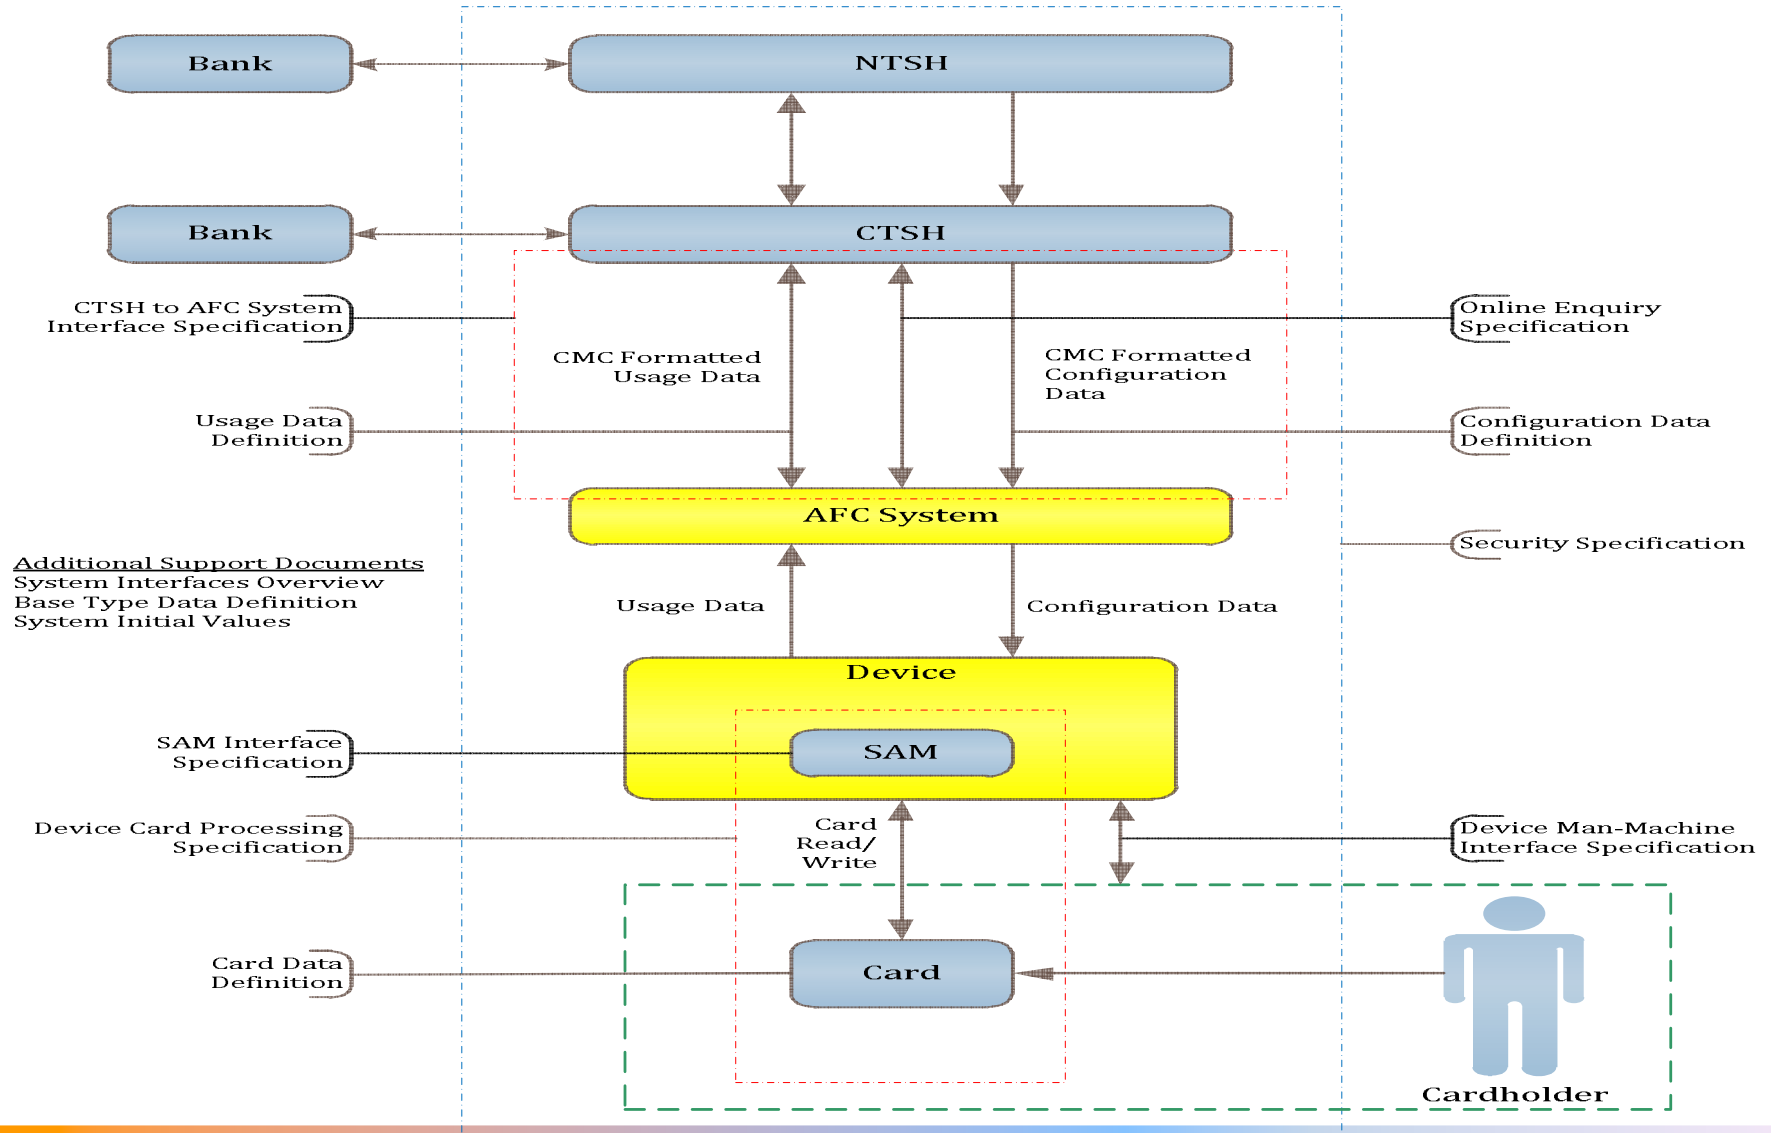 Bank
NTSH
Bank
CTSH
CTSH to AFC System
Interface Specification
Online Enquiry
Specification
CMC Formatted
Usage Data
CMC Formatted
Configuration
Data
Usage Data
Definition
Configuration Data
Definition
AFC System
Security Specification
Additional Support Documents
System Interfaces Overview
Base Type Data Definition
System Initial Values
Usage Data
Configuration Data
Device
SAM Interface
Specification
SAM
Device Card Processing
Specification
Card
Read/
Write
Device Man-Machine
Interface Specification
Card Data
Definition
Card
Cardholder